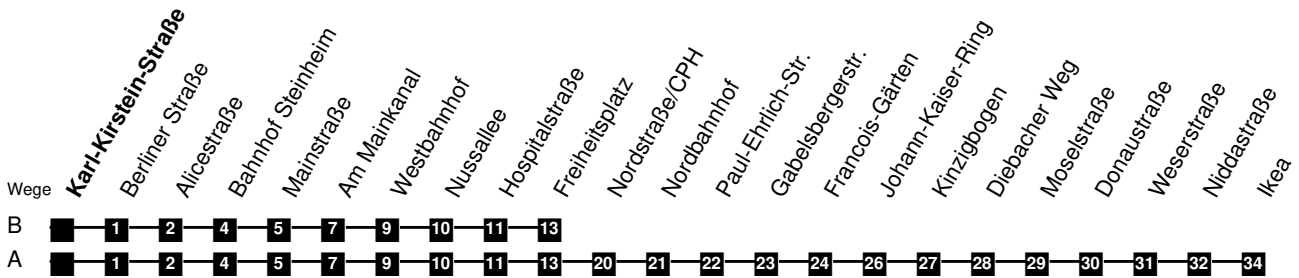 Karl-Kirstein-Straße
Berliner Straße
Alicestraße
Bahnhof Steinheim
Mainstraße
Am Mainkanal
Westbahnhof
Nussallee
Hospitalstraße
Freiheitsplatz
Nordstraße/CPH
Nordbahnhof
Paul-Ehrlich-Str.
Gabelsbergerstr.
Francois-Gärten
Johann-Kaiser-Ring
Kinzigbogen
Diebacher Weg
Moselstraße
Donaustraße
Weserstraße
Niddastraße
Ikea
Wege
B 1 2 4 5 7 9 10 11 13
A 1 2 4 5 7 9 10 11 13 20 21 22 23 24 26 27 28 29 30 31 32 34